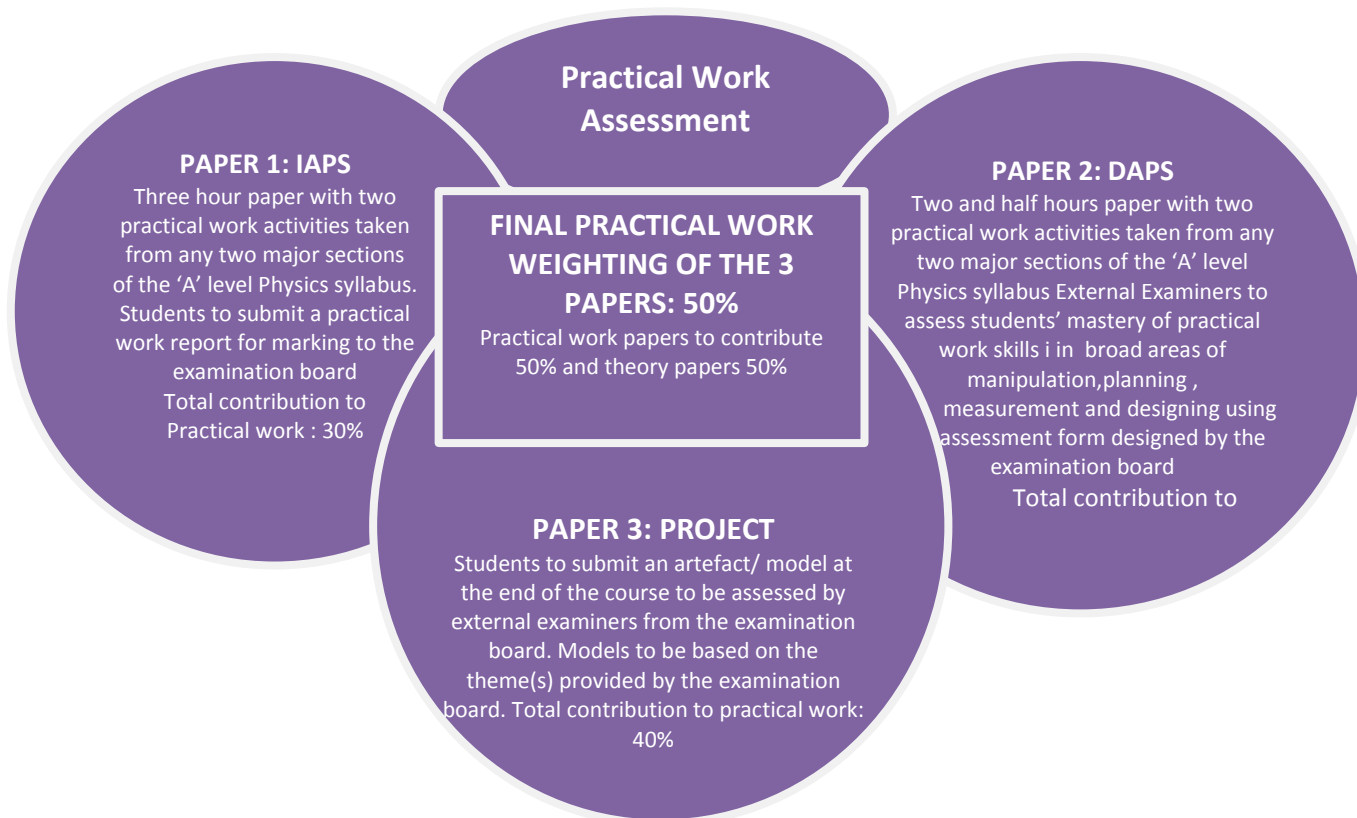 Practical Work
Assessment
PAPER 1: IAPS
Three hour paper with two
practical work activities taken
from any two major sections
of the ‘A’ level Physics syllabus.
Students to submit a practical
work report for marking to the
examination board
Total contribution to
Practical work : 30%
FINAL PRACTICAL WORK
WEIGHTING OF THE 3
PAPERS: 50%
Practical work papers to contribute
50% and theory papers 50%
PAPER 2: DAPS
Two and half hours paper with two
practical work activities taken from any
two major sections of the ‘A’ level
Physics syllabus External Examiners to
assess students’ mastery of practical
work skills i in broad areas of
manipulation,planning ,
measurement and designing using
assessment form designed by the
examination board
Total contribution to
PAPER 3: PROJECT
Students to submit an artefact/ model at
the end of the course to be assessed by
external examiners from the examination
board. Models to be based on the
theme(s) provided by the examination
board. Total contribution to practical work:
40%